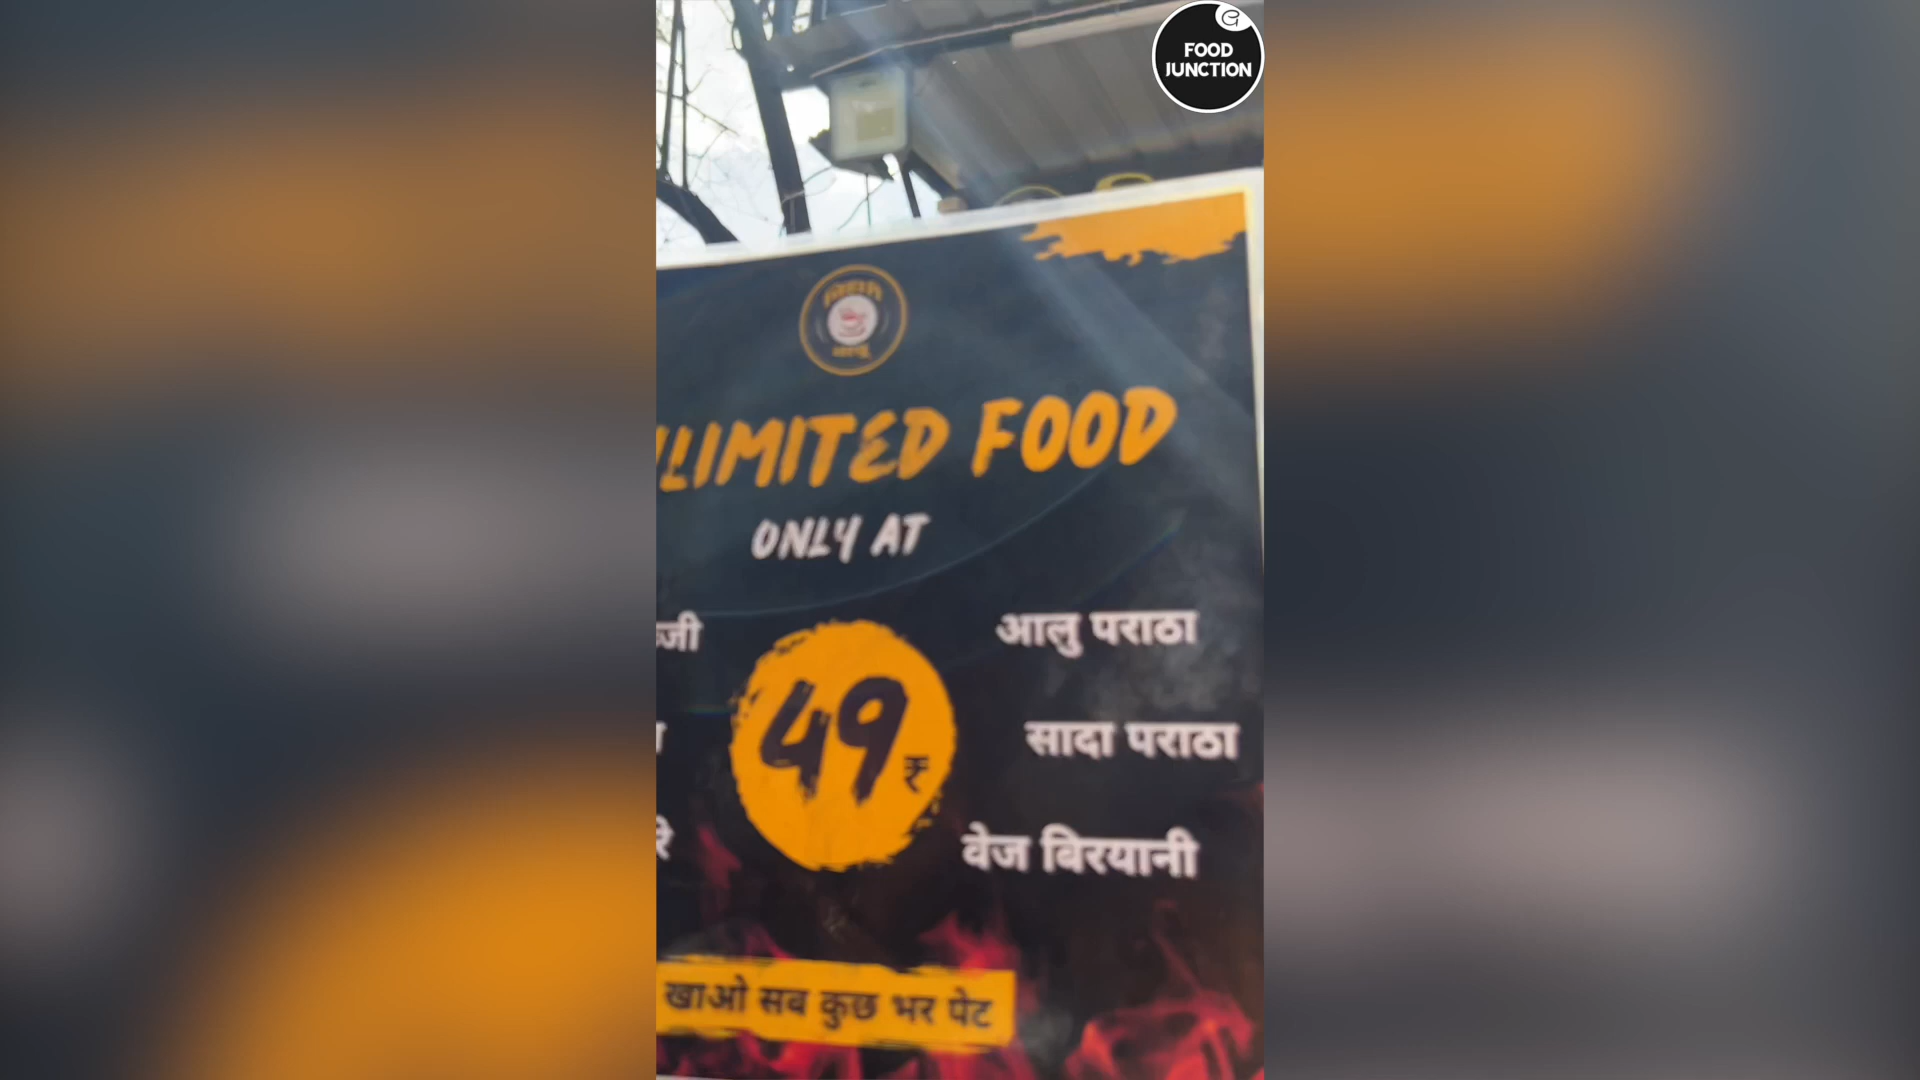 FOOD
JUNCTION
LIMITED FOOD
ONLY AT
आलु पराठा
49₹
सादा पराठा
वेज बिरयानी
खाओ सब कुछ भर पेट